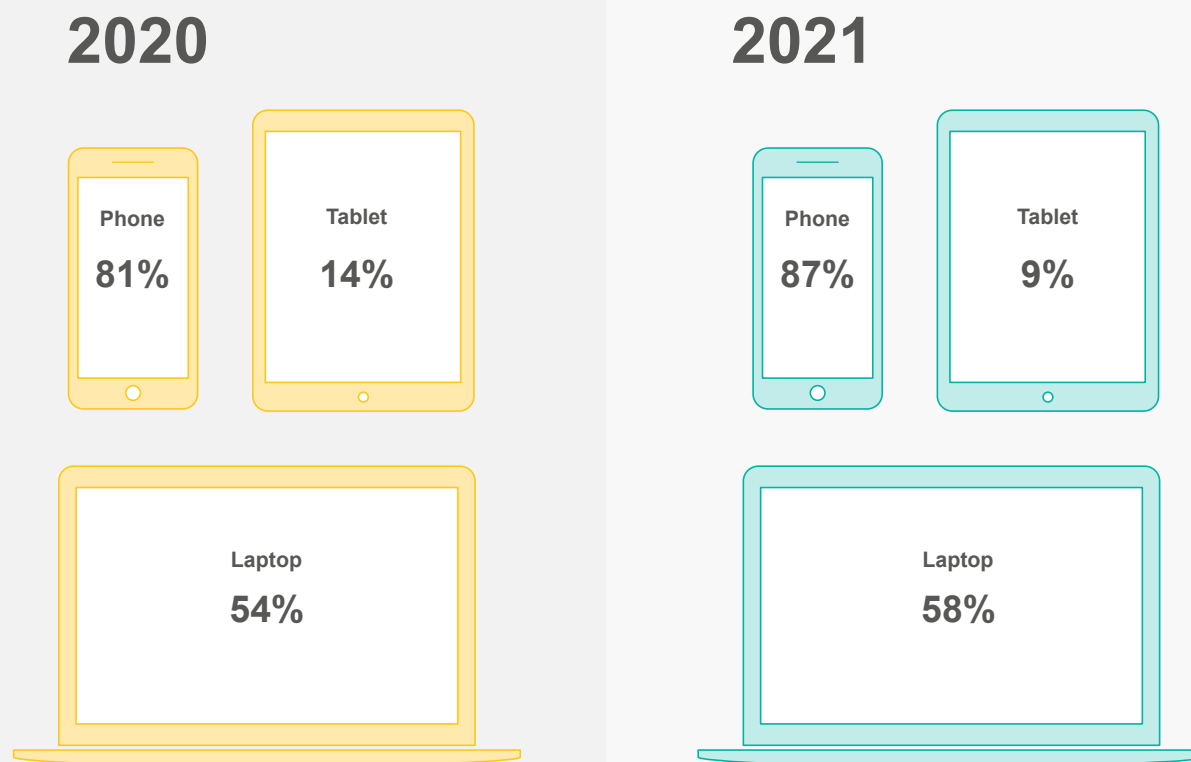 2020
Phone
81%
Tablet
14%
Laptop
54%
2021
Phone
87%
Tablet
9%
Laptop
58%